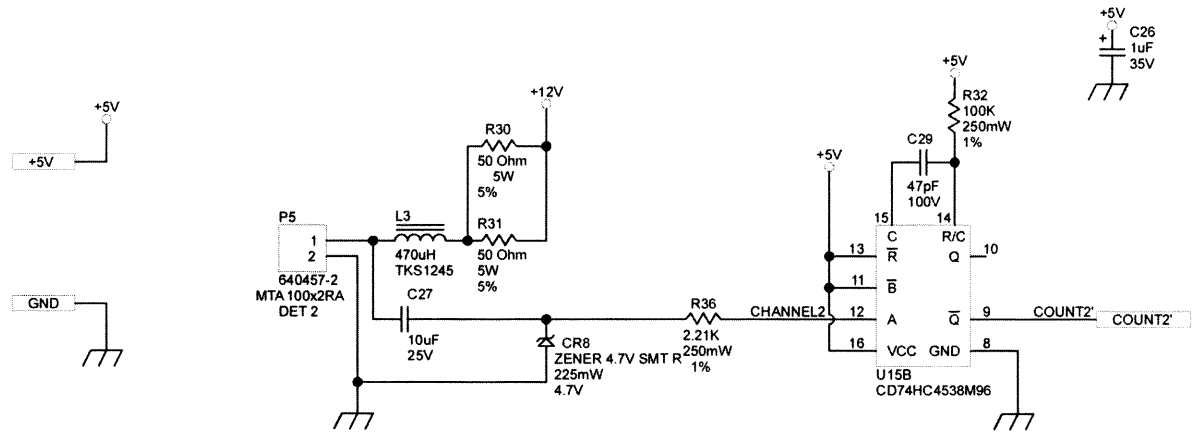 +5V
C26
1uF
35V
+
+5V
+5V
R32
100K
250mW
1%
+12V
R30
50 Ohm
5W
5%
C29
47pF
100V
+5V
+5V
15
14
P5
1
2
L3
470uH
TKS1245
R31
50 Ohm
5W
5%
C
R/C
13
R
Q
10
640457-2
MTA 100x2RA
DET 2
11
B
GND
C27
10uF
25V
R36
2.21K
250mW
1%
CHANNEL2
12
A
Q
9
COUNT2'
COUNT2'
CR8
ZENER 4.7V SMT R
225mW
4.7V
16
VCC
GND
8
U15B
CD74HC4538M96